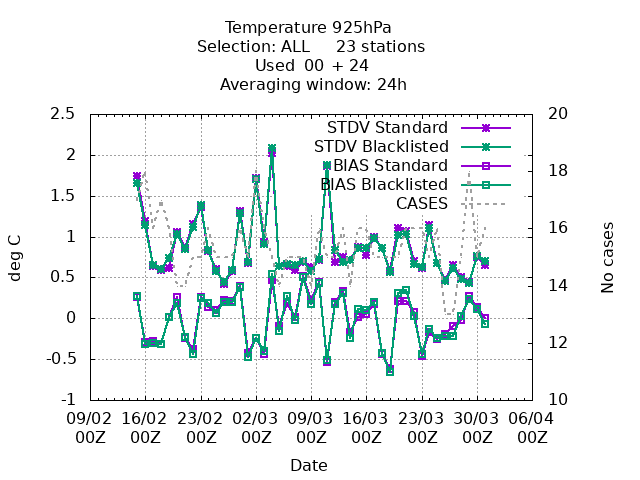 Temperature 925hPa
Selection: ALL 23 stations
Used 00 + 24
Averaging window: 24h
2.5
2
1.5
1
0.5
0
-0.5
-1
deg C
20
18
16
14
12
10
No cases
STDV Standard
STDV Blacklisted
BIAS Standard
BIAS Blacklisted
CASES
09/02 16/02 23/02 02/03 09/03 16/03 23/03 30/03 06/04
00Z 00Z 00Z 00Z 00Z 00Z 00Z 00Z 00Z
Date